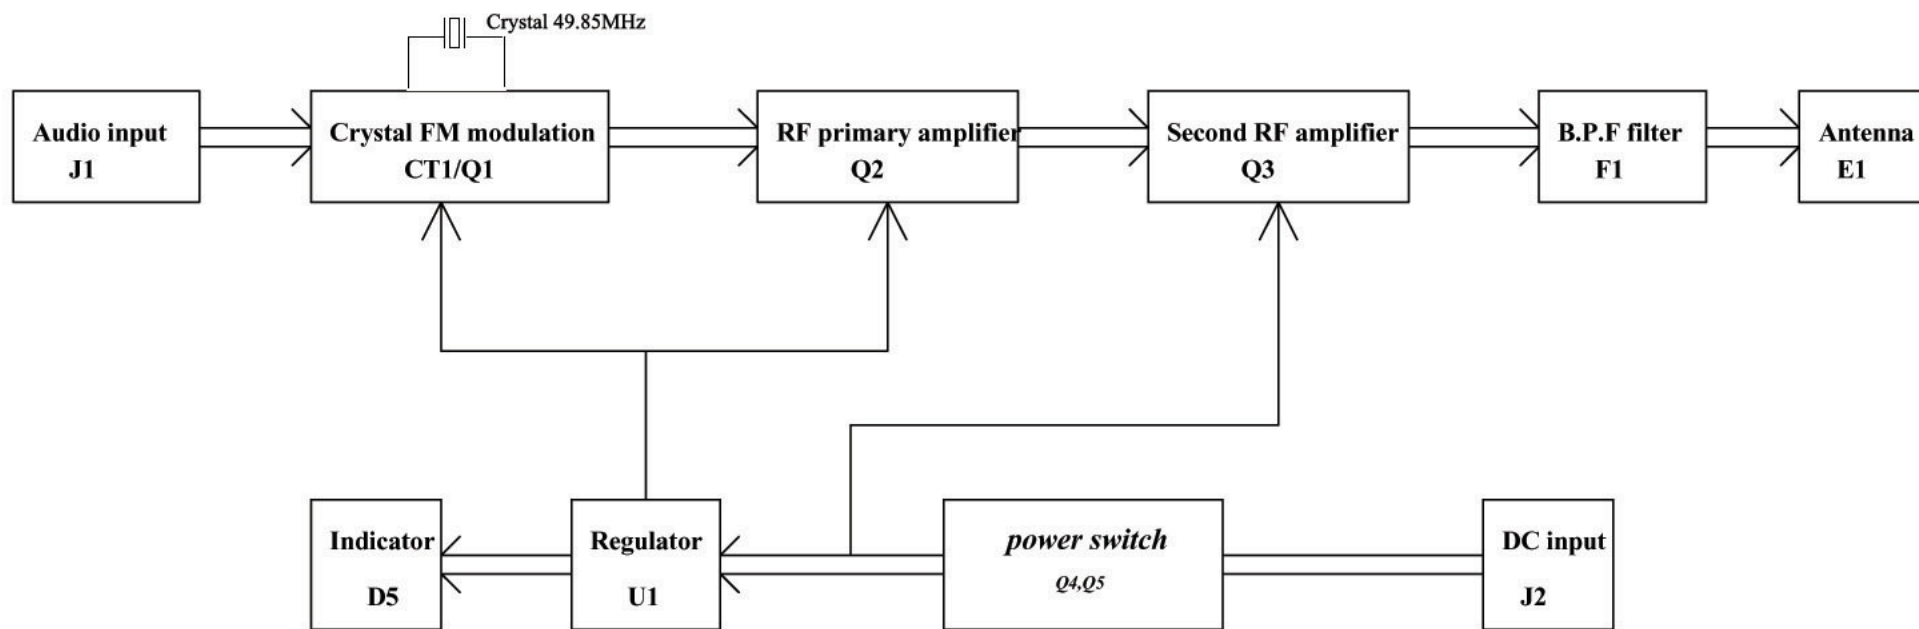 Crystal 49.85MHz
Audio input
J1
Crystal FM modulation
CT1/Q1
RF primary amplifier
Q2
Second RF amplifier
Q3
B.P.F filter
F1
Antenna
E1
Indicator
D5
Regulator
U1
power switch
Q4,Q5
DC input
J2